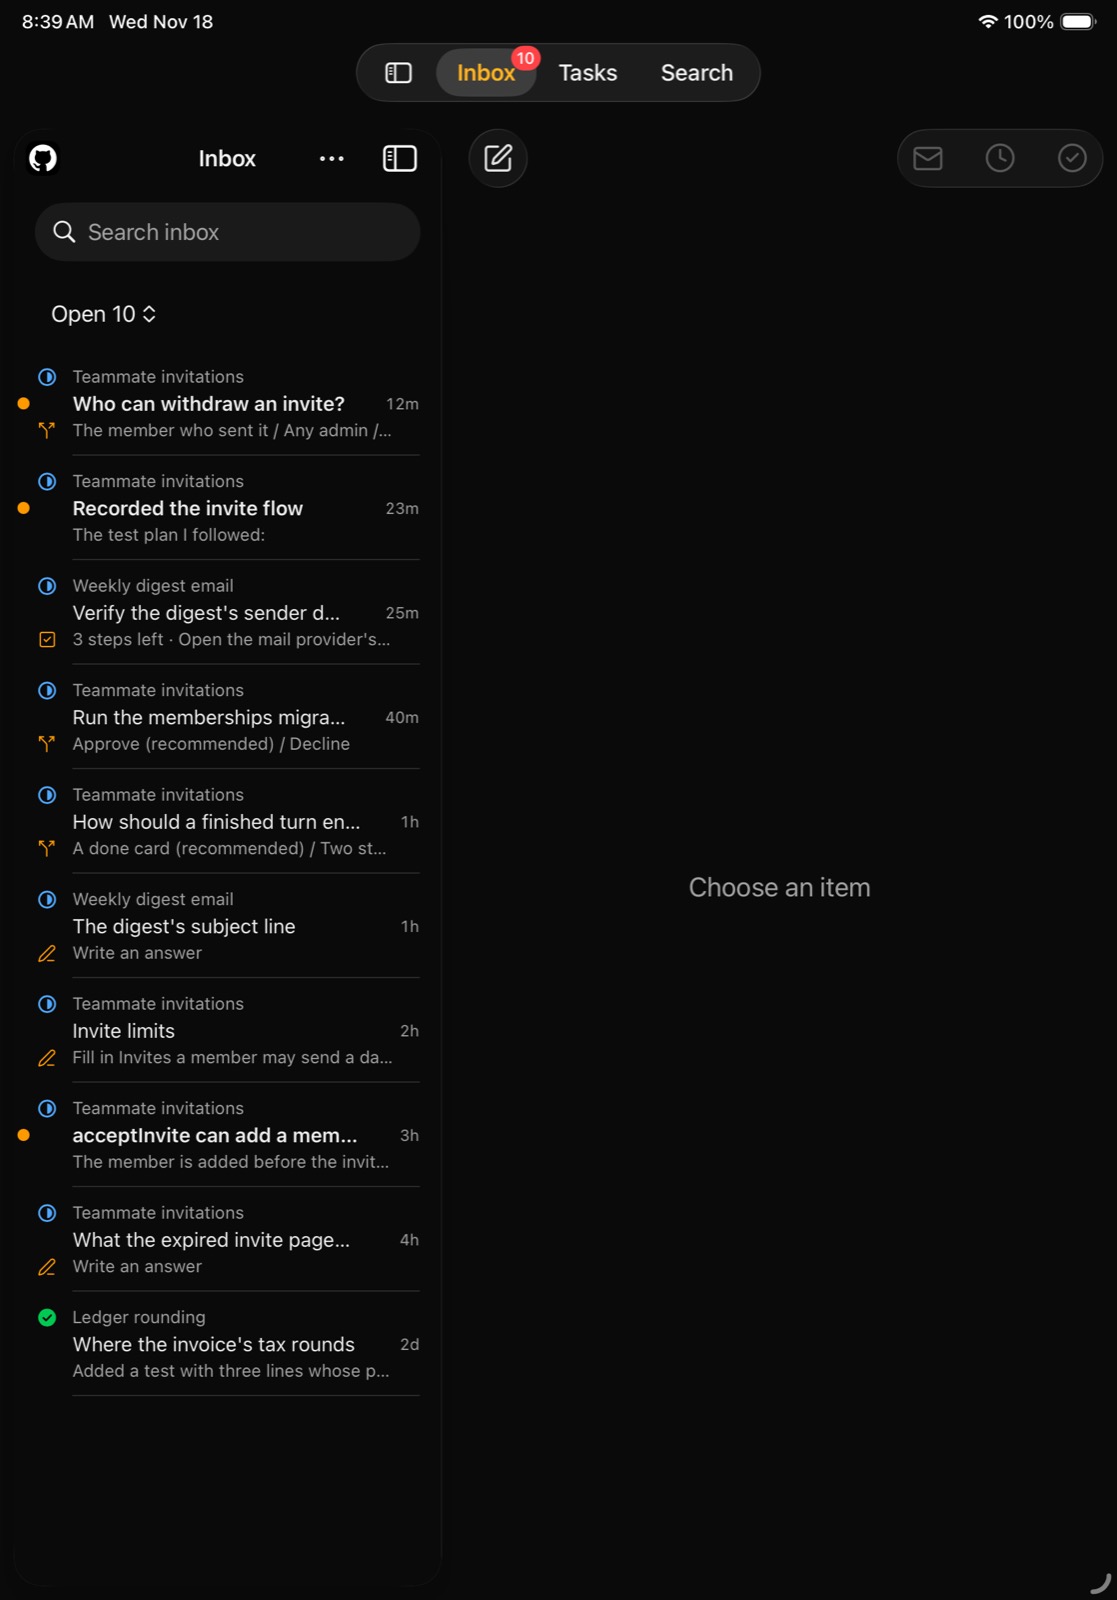 8:39 AM Wed Nov 18
100%
Inbox
10
Tasks
Search
Inbox
Search inbox
Open 10
Teammate invitations
Who can withdraw an invite?
12m
The member who sent it / Any admin /...
Teammate invitations
Recorded the invite flow
23m
The test plan I followed:
Weekly digest email
Verify the digest's sender d...
25m
3 steps left · Open the mail provider's...
Teammate invitations
Run the memberships migra...
40m
Approve (recommended) / Decline
Teammate invitations
How should a finished turn en...
1h
A done card (recommended) / Two st...
Weekly digest email
The digest's subject line
1h
Write an answer
Teammate invitations
Invite limits
2h
Fill in Invites a member may send a da...
Teammate invitations
acceptInvite can add a mem...
3h
The member is added before the invit...
Teammate invitations
What the expired invite page...
4h
Write an answer
Ledger rounding
Where the invoice's tax rounds
2d
Added a test with three lines whose p...
Choose an item